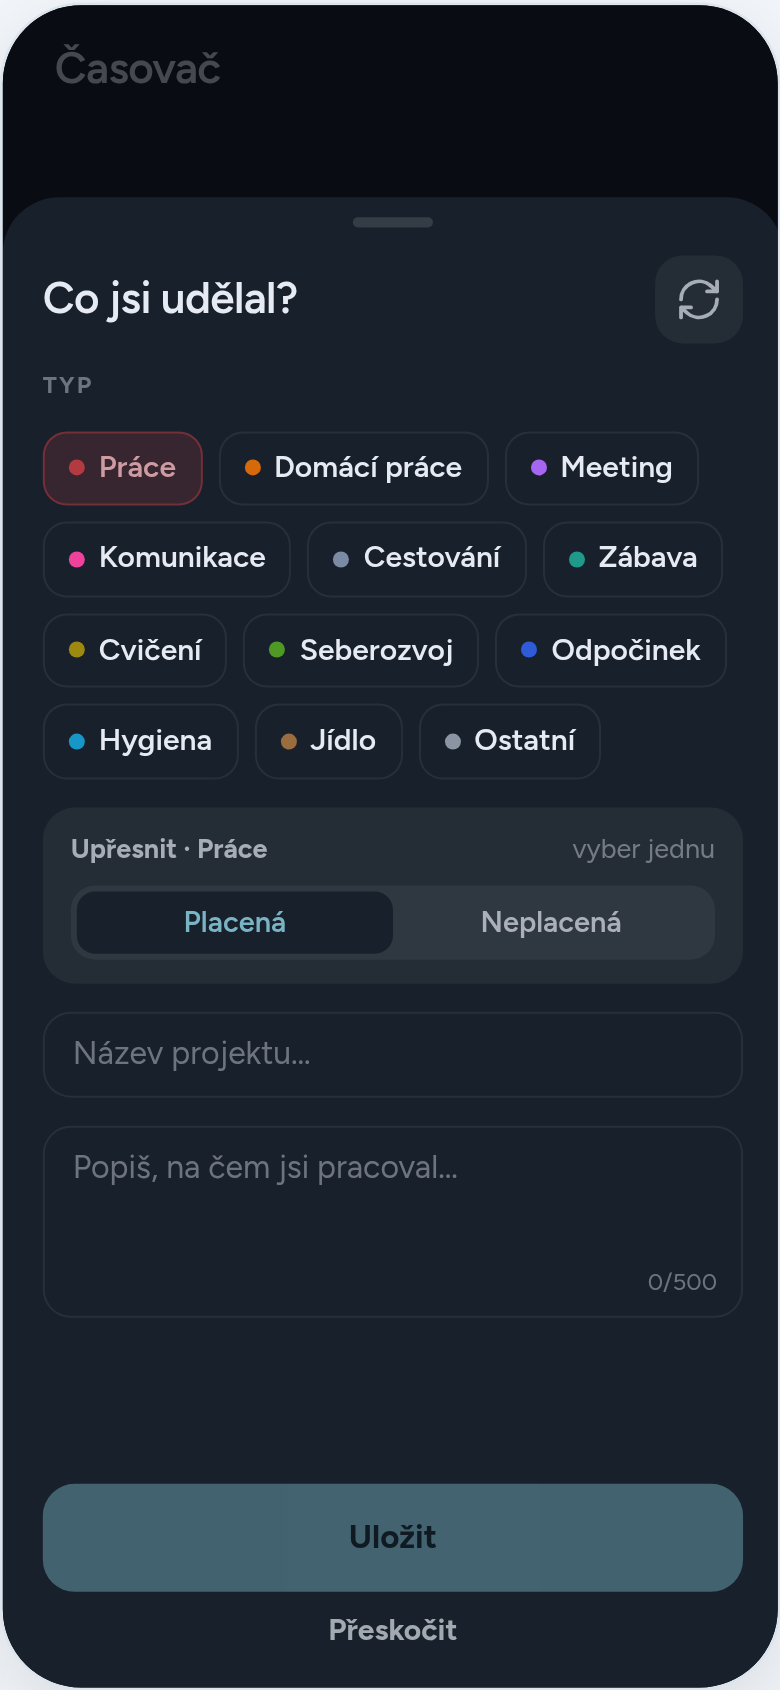 Časovač
Co jsi udělal?
TYP
Práce
Domácí práce
Meeting
Komunikace
Cestování
Zábava
Cvičení
Seberozvoj
Odpočinek
Hygiena
Jídlo
Ostatní
Upřesnit · Práce
vyber jednu
Placená
Neplacená
Název projektu...
Popiš, na čem jsi pracoval...
0/500
Uložit
Přeskočit